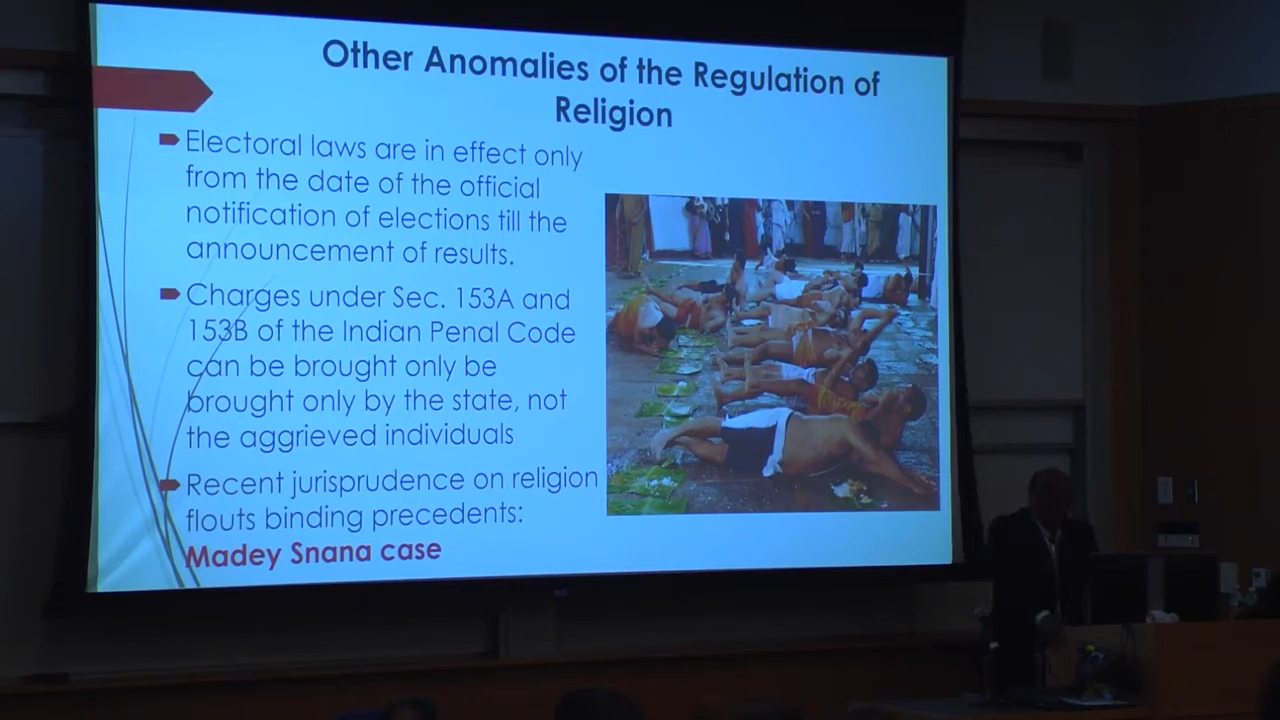 Other Anomalies of the Regulation of
Religion
Electoral laws are in effect only
from the date of the official
notification of elections till the
announcement of results.
Charges under Sec. 153A and
153B of the Indian Penal Code
can be brought only be
brought only by the state, not
the aggrieved individuals
Recent jurisprudence on religion
flouts binding precedents:
Madey Snana case